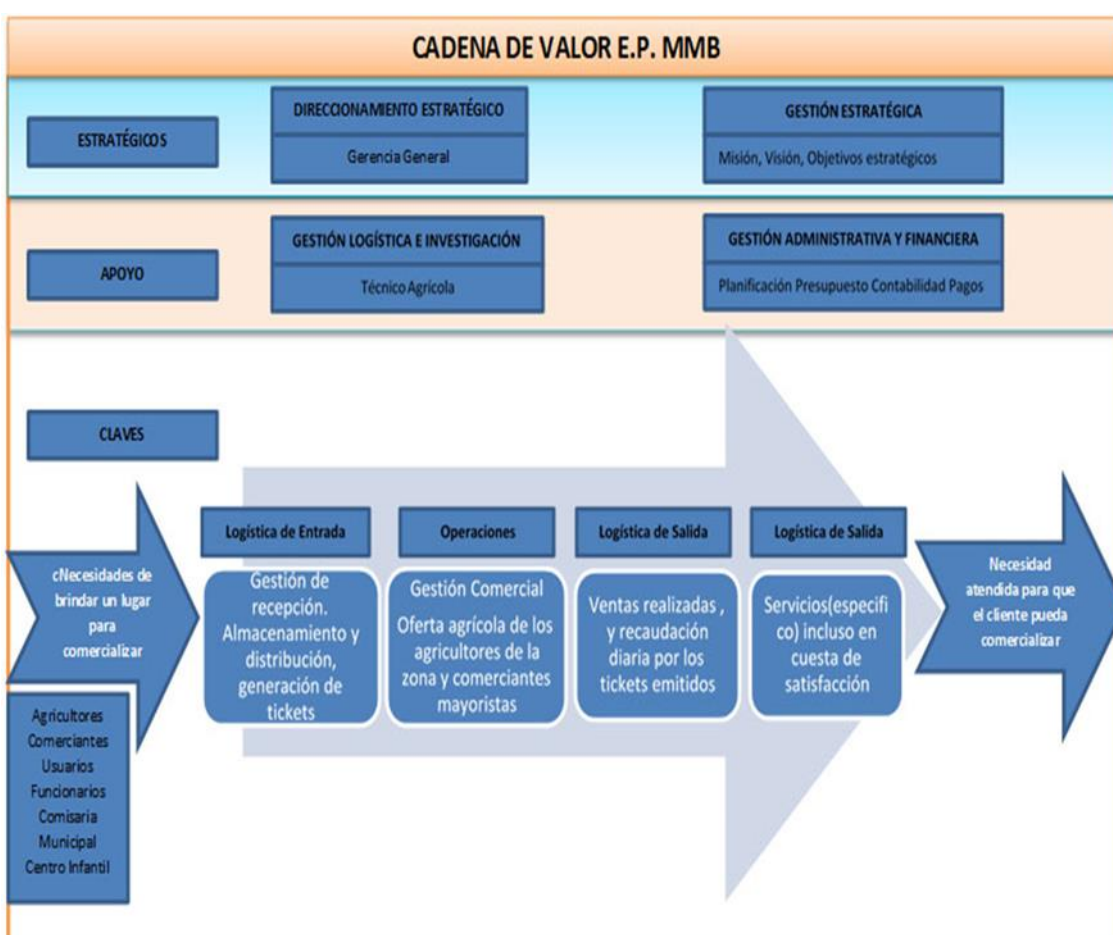 CADENA DE VALOR E.P. MMB
ESTRATÉGICOS
DIRECCIONAMIENTO ESTRATÉGICO
Gerencia General
GESTIÓN ESTRATÉGICA
Misión, Visión, Objetivos estratégicos
APOYO
GESTIÓN LOGÍSTICA E INVESTIGACIÓN
Técnico Agrícola
GESTIÓN ADMINISTRATIVA Y FINANCIERA
Planificación Presupuesto Contabilidad Pagos
CLAVES
cNecesidades de
brindar un lugar
para
comercializar
Agricultores
Comerciantes
Usuarios
Funcionarios
Comisaria
Municipal
Centro Infantil
Logística de Entrada
Gestión de
recepción.
Almacenamiento y
distribución,
generación de
tickets
Operaciones
Gestión Comercial
Oferta agrícola de los
agricultores de la
zona y comerciantes
mayoristas
Logística de Salida
Ventas realizadas ,
y recaudación
diaria por los
tickets emitidos
Logística de Salida
Servicios(especifi
co) incluso en
cuesta de
satisfacción
Necesidad
atendida para que
el cliente pueda
comercializar